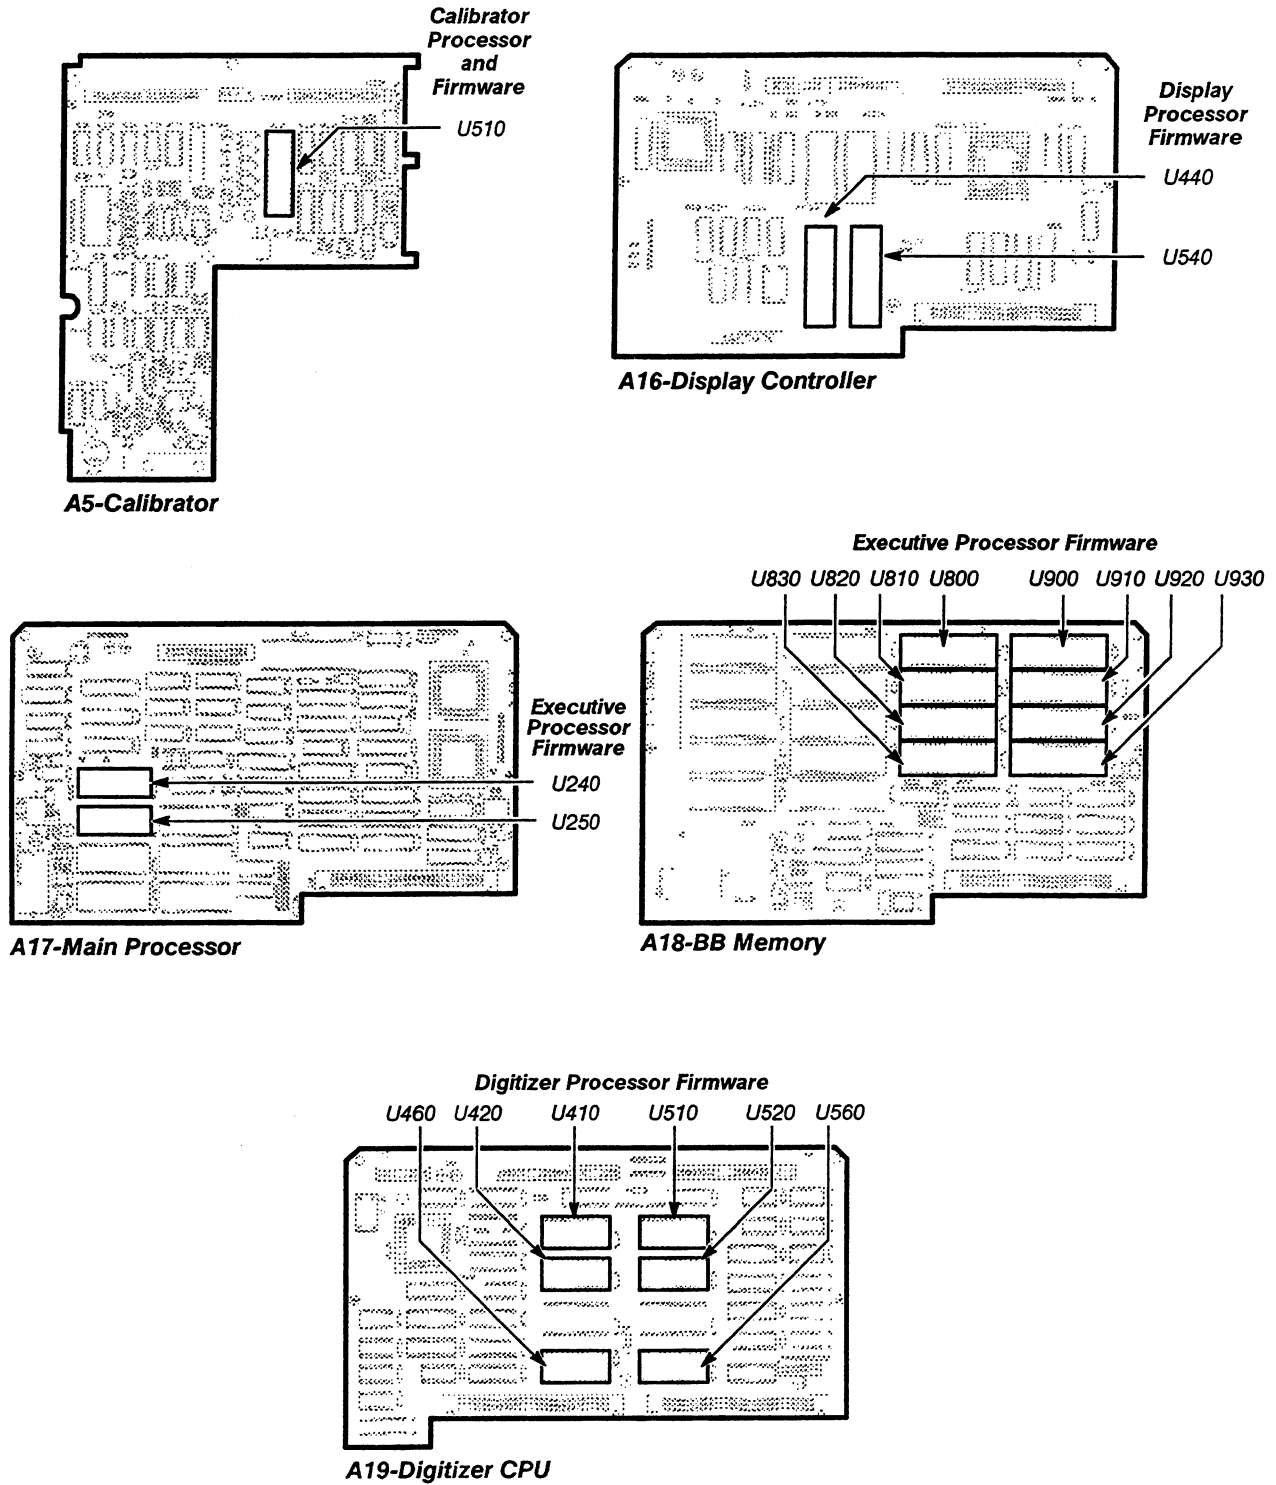 Calibrator
Processor
and
Firmware
U510
A5-Calibrator
Display
Processor
Firmware
U440
U540
A16-Display Controller
Executive
Processor
Firmware
U240
U250
A17-Main Processor
Executive Processor Firmware
U830 U820 U810 U800 U900 U910 U920 U930
A18-BB Memory
Digitizer Processor Firmware
U460 U420 U410 U510 U520 U560
A19-Digitizer CPU